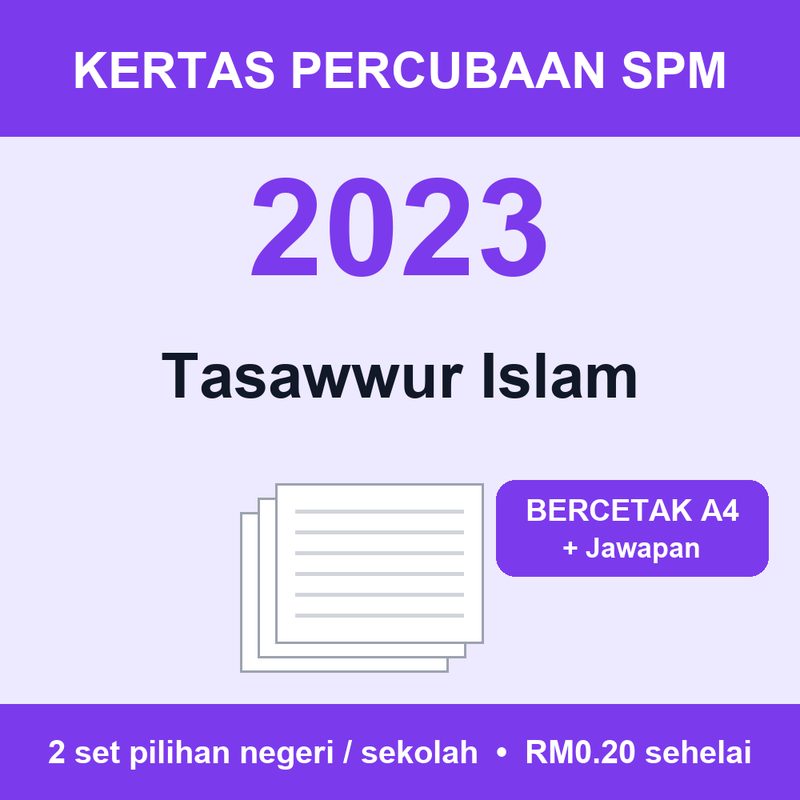 KERTAS PERCUBAAN SPM
2023
Tasawwur Islam
BERCETAK A4
+ Jawapan
2 set pilihan negeri / sekolah • RM0.20 sehelai